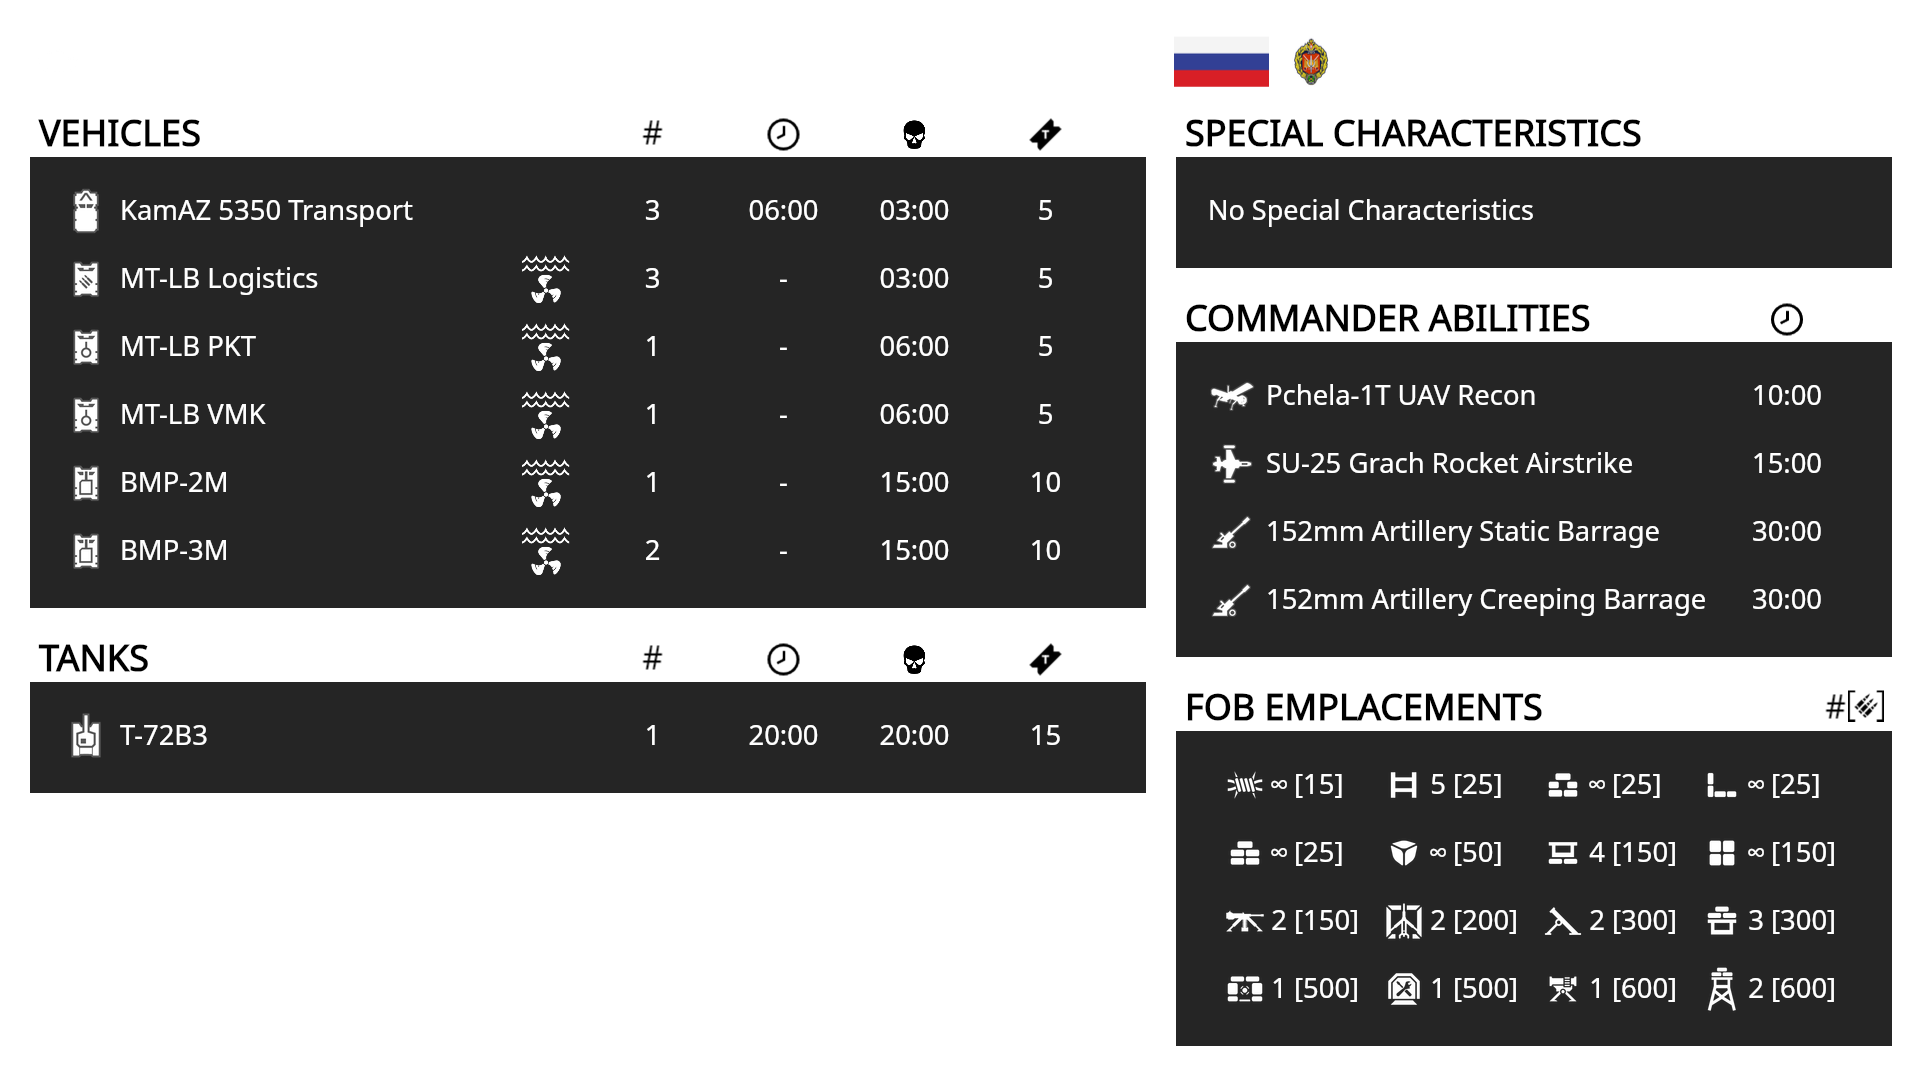 VEHICLES #
KamAZ 5350 Transport 3 06:00 03:00 5
MT-LB Logistics 3 - 03:00 5
MT-LB PKT 1 - 06:00 5
MT-LB VMK 1 - 06:00 5
BMP-2M 1 - 15:00 10
BMP-3M 2 - 15:00 10
TANKS #
T-72B3 1 20:00 20:00 15
SPECIAL CHARACTERISTICS
No Special Characteristics
COMMANDER ABILITIES
Pchela-1T UAV Recon 10:00
SU-25 Grach Rocket Airstrike 15:00
152mm Artillery Static Barrage 30:00
152mm Artillery Creeping Barrage 30:00
FOB EMPLACEMENTS #[]
∞ [15] 5 [25] ∞ [25] ∞ [25]
∞ [25] ∞ [50] 4 [150] ∞ [150]
2 [150] 2 [200] 2 [300] 3 [300]
1 [500] 1 [500] 1 [600] 2 [600]